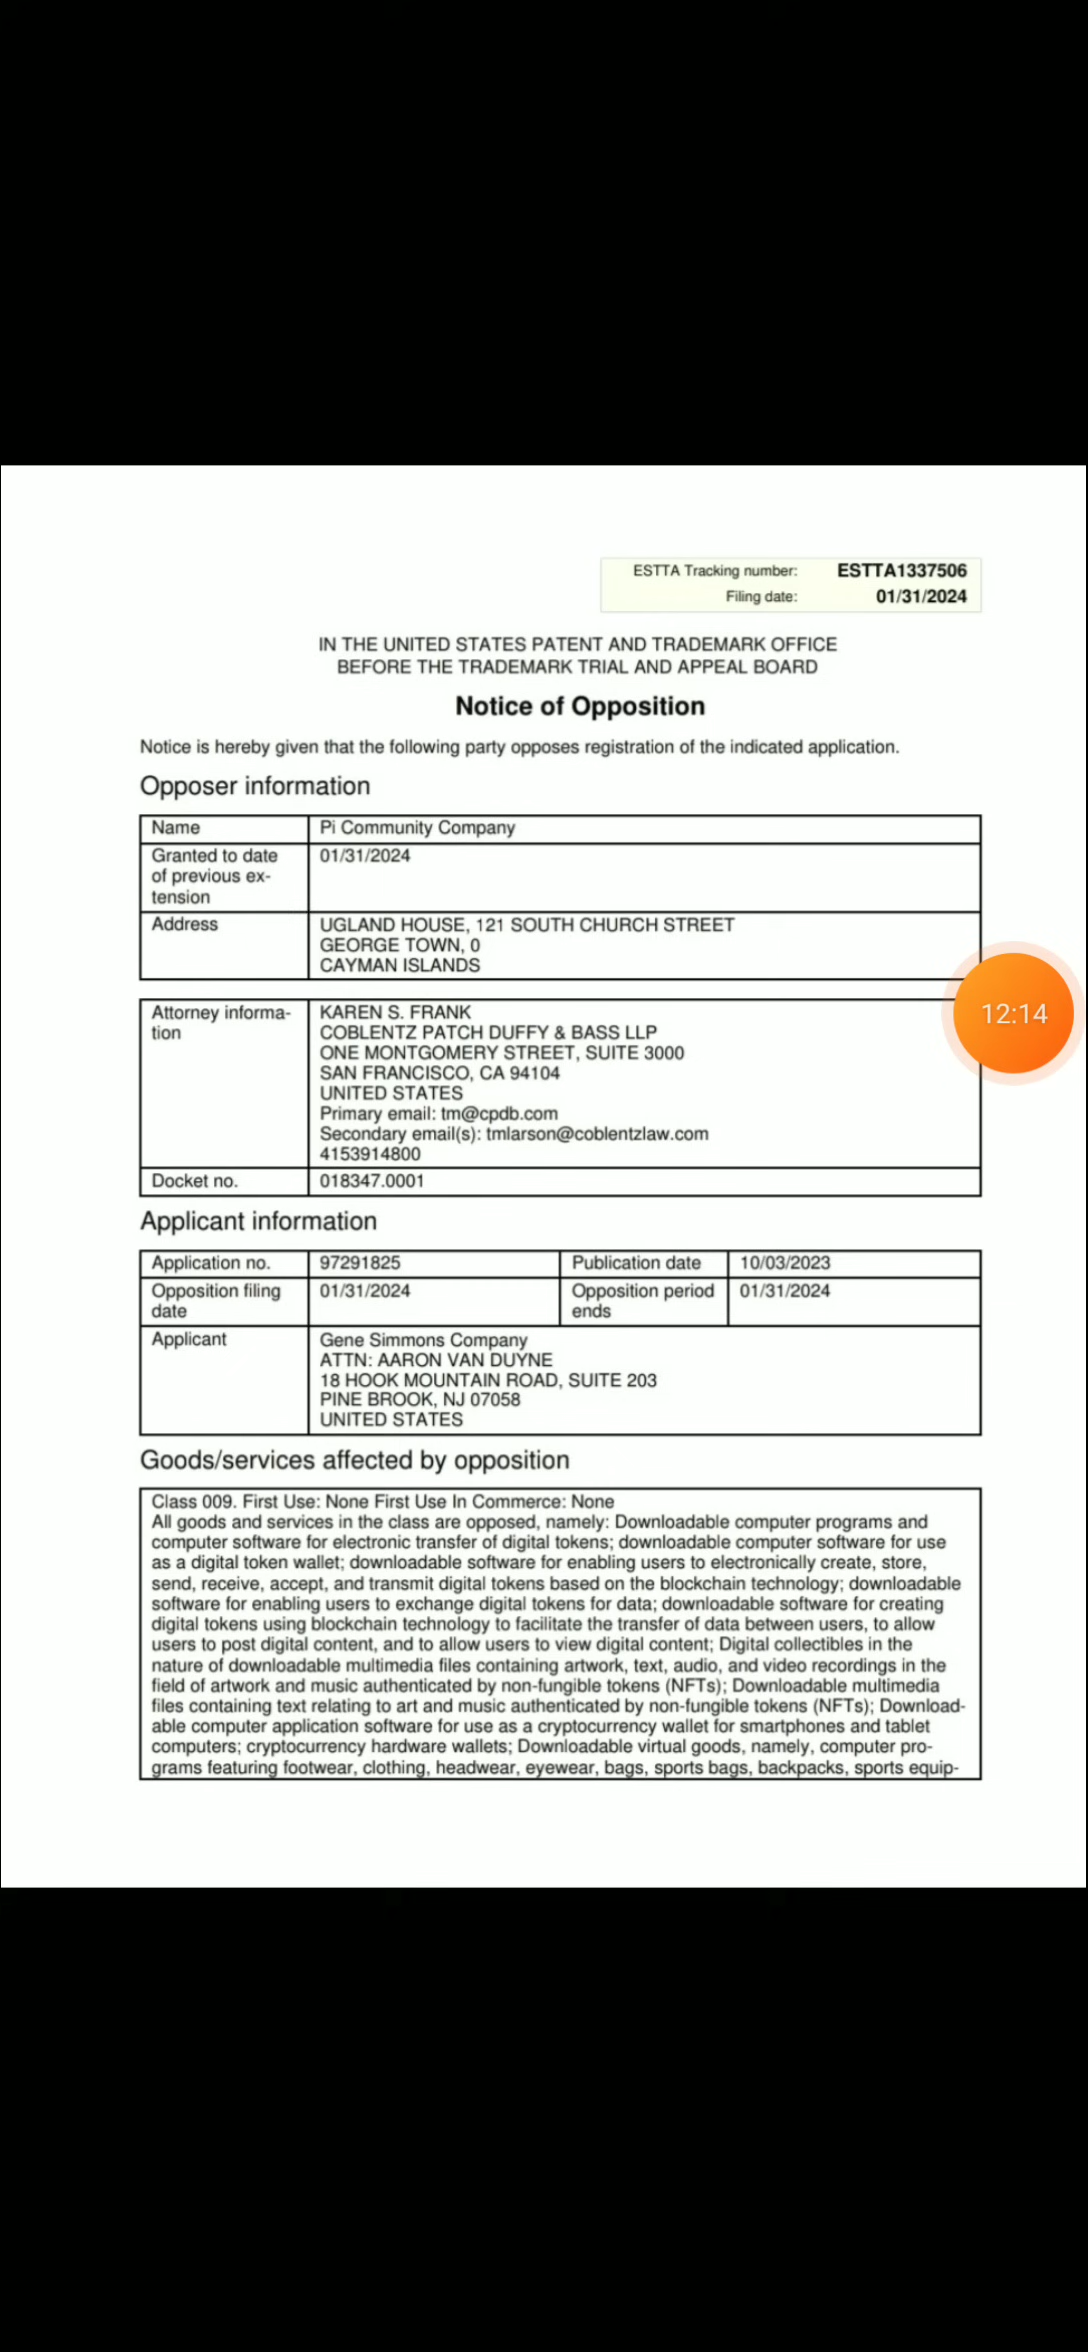 ESTTA Tracking number: ESTTA1337506
Filing date: 01/31/2024
IN THE UNITED STATES PATENT AND TRADEMARK OFFICE
BEFORE THE TRADEMARK TRIAL AND APPEAL BOARD
Notice of Opposition
Notice is hereby given that the following party opposes registration of the indicated application.
Opposer information
Name Pi Community Company
Granted to date 01/31/2024
of previous ex-
tension
Address UGLAND HOUSE, 121 SOUTH CHURCH STREET
GEORGE TOWN, 0
CAYMAN ISLANDS
12:14
Attorney informa- KAREN S. FRANK
tion COBLENTZ PATCH DUFFY & BASS LLP
ONE MONTGOMERY STREET, SUITE 3000
SAN FRANCISCO, CA 94104
UNITED STATES
Primary email: tm@cpdb.com
Secondary email(s): tmlarson@coblentzlaw.com
4153914800
Docket no. 018347.0001
Applicant information
Application no. 97291825 Publication date 10/03/2023
Opposition filing 01/31/2024 Opposition period 01/31/2024
date ends
Applicant Gene Simmons Company
ATTN: AARON VAN DUYNE
18 HOOK MOUNTAIN ROAD, SUITE 203
PINE BROOK, NJ 07058
UNITED STATES
Goods/services affected by opposition
Class 009. First Use: None First Use In Commerce: None
All goods and services in the class are opposed, namely: Downloadable computer programs and
computer software for electronic transfer of digital tokens; downloadable computer software for use
as a digital token wallet; downloadable software for enabling users to electronically create, store,
send, receive, accept, and transmit digital tokens based on the blockchain technology; downloadable
software for enabling users to exchange digital tokens for data; downloadable software for creating
digital tokens using blockchain technology to facilitate the transfer of data between users, to allow
users to post digital content, and to allow users to view digital content; Digital collectibles in the
nature of downloadable multimedia files containing artwork, text, audio, and video recordings in the
field of artwork and music authenticated by non-fungible tokens (NFTs); Downloadable multimedia
files containing text relating to art and music authenticated by non-fungible tokens (NFTs); Download-
able computer application software for use as a cryptocurrency wallet for smartphones and tablet
computers; cryptocurrency hardware wallets; Downloadable virtual goods, namely, computer pro-
grams featuring footwear, clothing, headwear, eyewear, bags, sports bags, backpacks, sports equip-